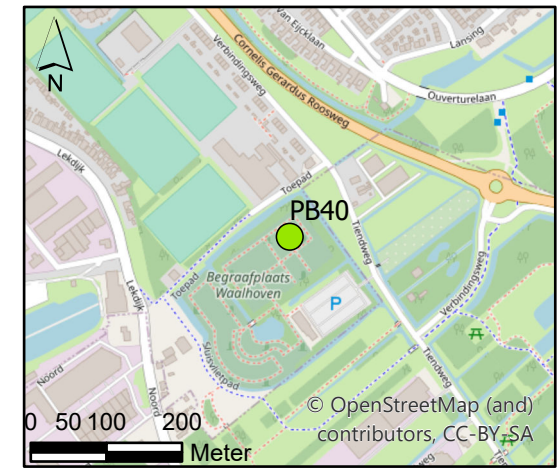 N
Van Eijcklaan
Lansing
Verbindingsweg
Cornelis Gerardus Roosweg
Ouverturelaan
Lekdijk
Toepad
PB40
Tiendweg
Begraafplaats
Waalhoven
Toepad
P
Lekdijk
Verbindingsweg
Sluisvlietpad
Tiendweg
Noord
Noord
© OpenStreetMap (and)
contributors, CC-BY-SA
0 50 100 200
Meter